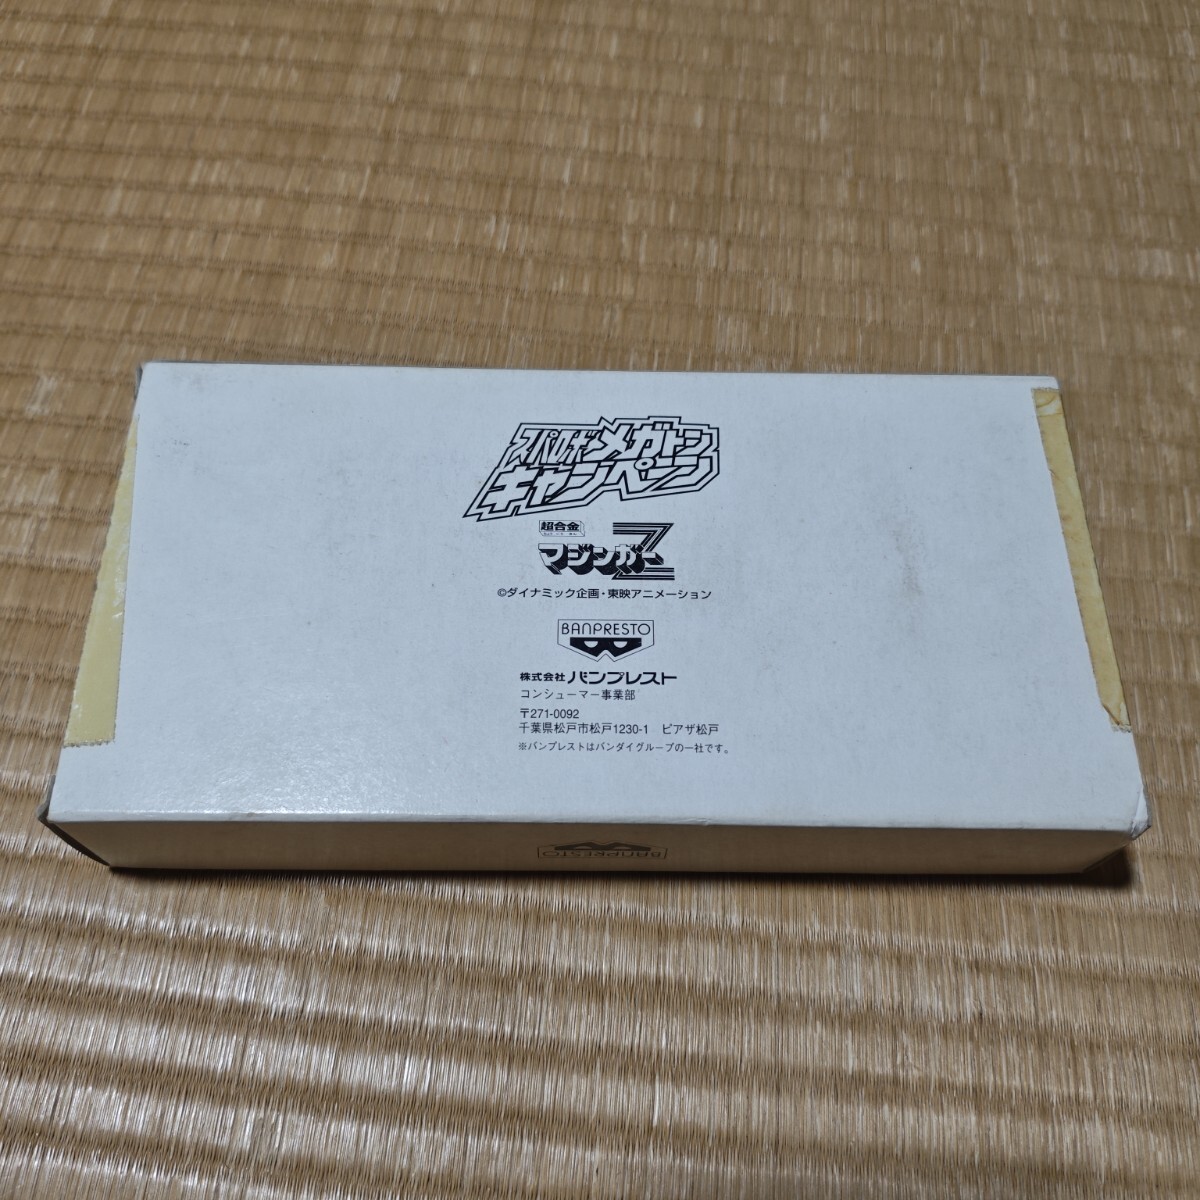 スパロボメガトン
キャンペーン
超合金
マジンガーZ
©ダイナミック企画・東映アニメーション
BANPRESTO
株式会社バンプレスト
コンシューマー事業部
〒271-0092
千葉県松戸市松戸1230-1 ピアザ松戸
※バンプレストはバンダイグループの一社です。
BANPRESTO